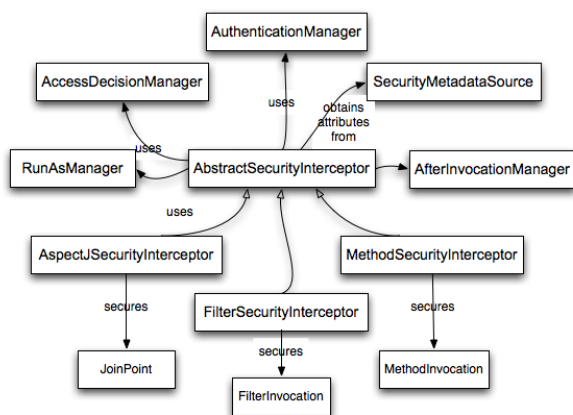 AuthenticationManager
AccessDecisionManager
SecurityMetadataSource
uses
obtains
attributes
from
uses
RunAsManager
AbstractSecurityInterceptor
AfterInvocationManager
uses
AspectJSecurityInterceptor
MethodSecurityInterceptor
secures
FilterSecurityInterceptor
secures
secures
JoinPoint
MethodInvocation
FilterInvocation